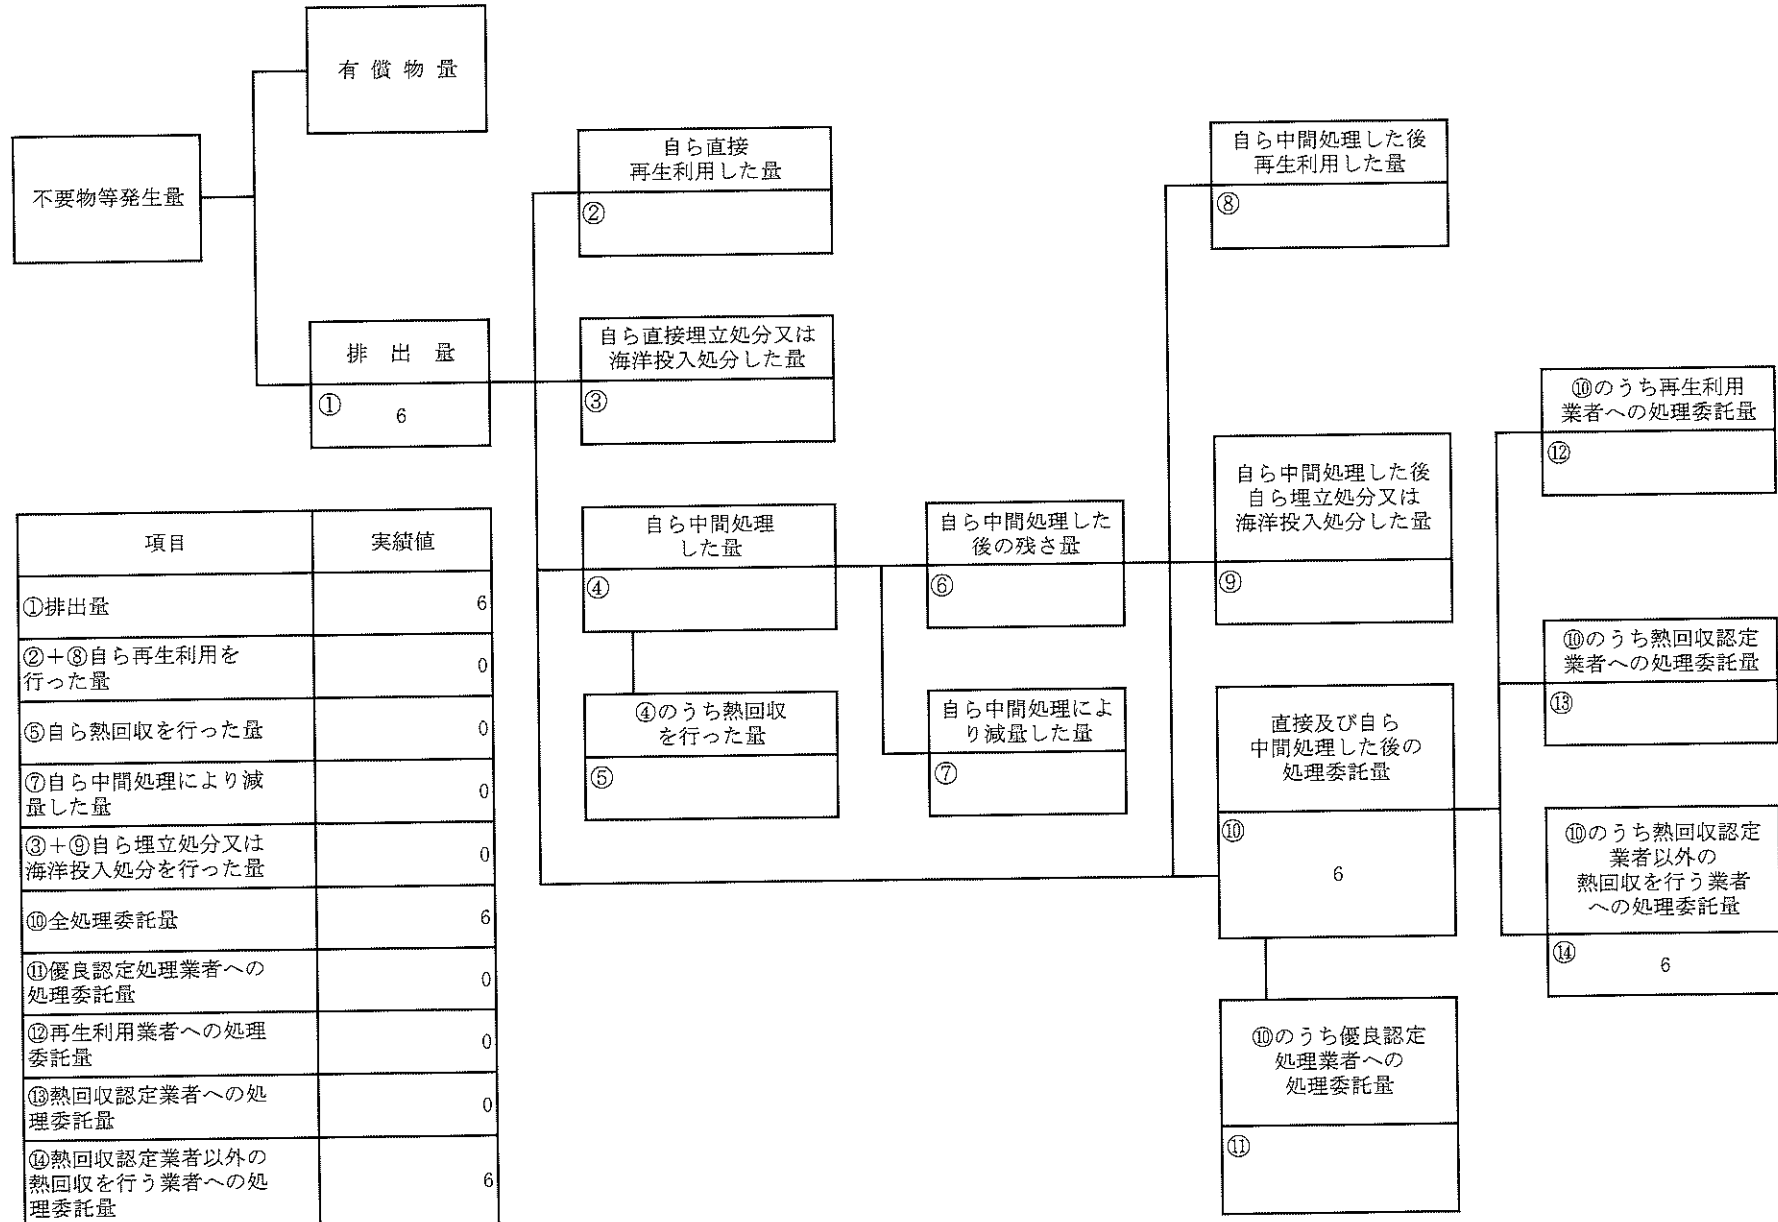 有 償 物 量
不要物等発生量
自ら直接
再生利用した量
②
自ら中間処理した後
再生利用した量
⑧
排 出 量
①
6
自ら直接埋立処分又は
海洋投入処分した量
③
⑩のうち再生利用
業者への処理委託量
⑫
自ら中間処理
した量
④
自ら中間処理した
後の残さ量
⑥
自ら中間処理した後
自ら埋立処分又は
海洋投入処分した量
⑨
⑩のうち熱回収認定
業者への処理委託量
⑬
④のうち熱回収
を行った量
⑤
自ら中間処理によ
り減量した量
⑦
直接及び自ら
中間処理した後の
処理委託量
⑩
6
⑩のうち熱回収認定
業者以外の
熱回収を行う業者
への処理委託量
⑭
6
⑩のうち優良認定
処理業者への
処理委託量
⑪
項目 実績値
①排出量 6
②+⑧自ら再生利用を
行った量 0
⑤自ら熱回収を行った量 0
⑦自ら中間処理により減
量した量 0
③+⑨自ら埋立処分又は
海洋投入処分を行った量 0
⑩全処理委託量 6
⑪優良認定処理業者への
処理委託量 0
⑫再生利用業者への処理
委託量 0
⑬熱回収認定業者への処
理委託量 0
⑭熱回収認定業者以外の
熱回収を行う業者への処
理委託量 6